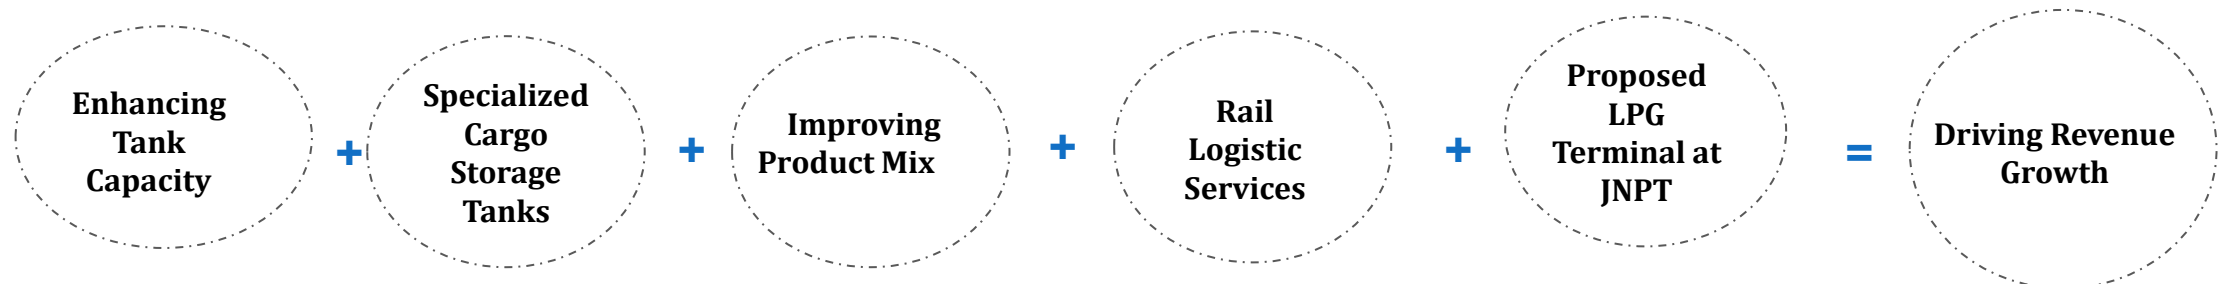 Enhancing
Tank
Capacity
+
Specialized
Cargo
Storage
Tanks
+
Improving
Product Mix
+
Rail
Logistic
Services
+
Proposed
LPG
Terminal at
JNPT
=
Driving Revenue
Growth